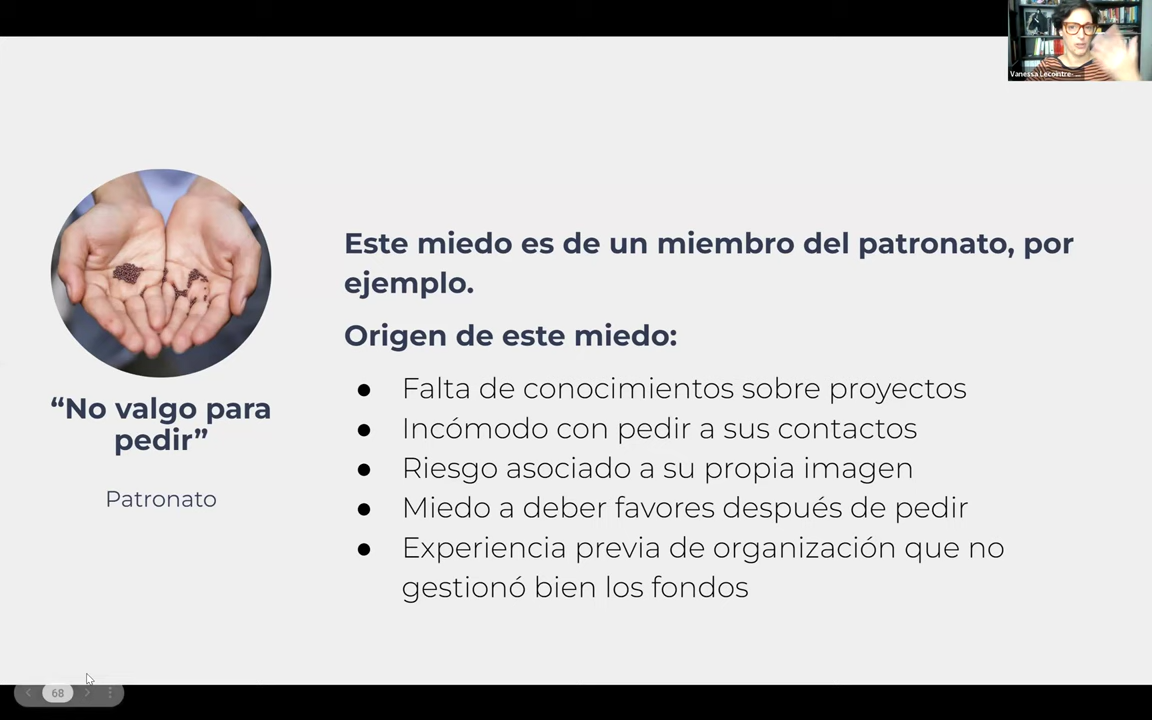 Vanessa Lecointre
Este miedo es de un miembro del patronato, por
ejemplo.
Origen de este miedo:
● Falta de conocimientos sobre proyectos
● Incómodo con pedir a sus contactos
● Riesgo asociado a su propia imagen
● Miedo a deber favores después de pedir
● Experiencia previa de organización que no
gestionó bien los fondos
“No valgo para
pedir”
Patronato
68